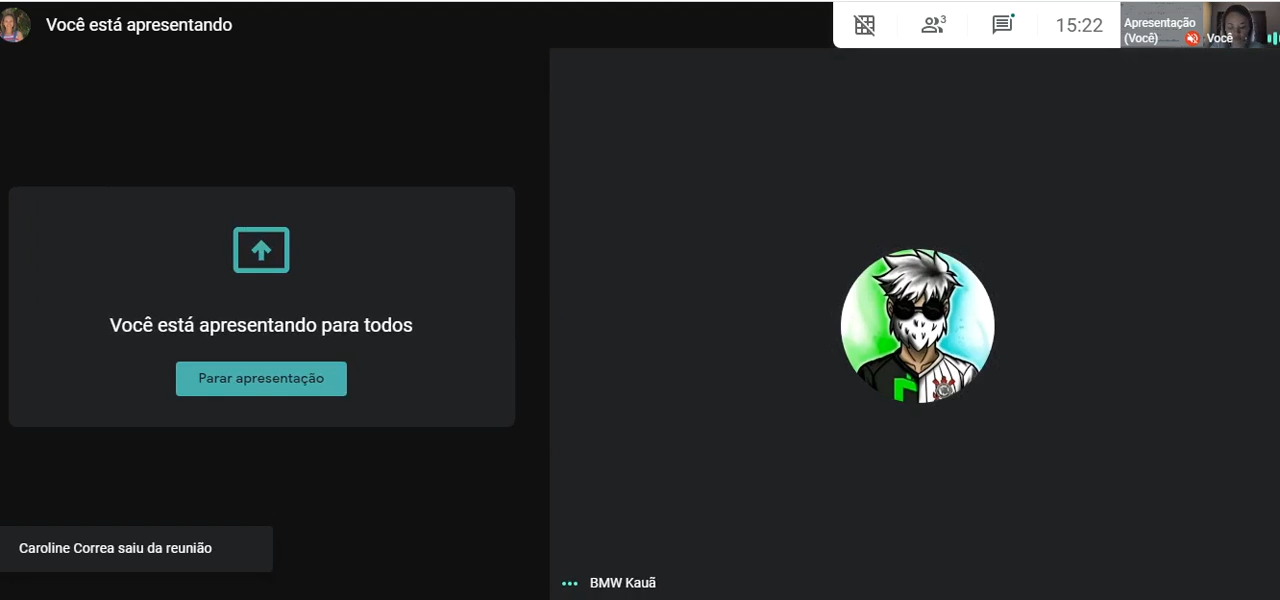 Você está apresentando
3
15:22
Apresentação
(Você)
Você
Você está apresentando para todos
Parar apresentação
Caroline Correa saiu da reunião
BMW Kauã